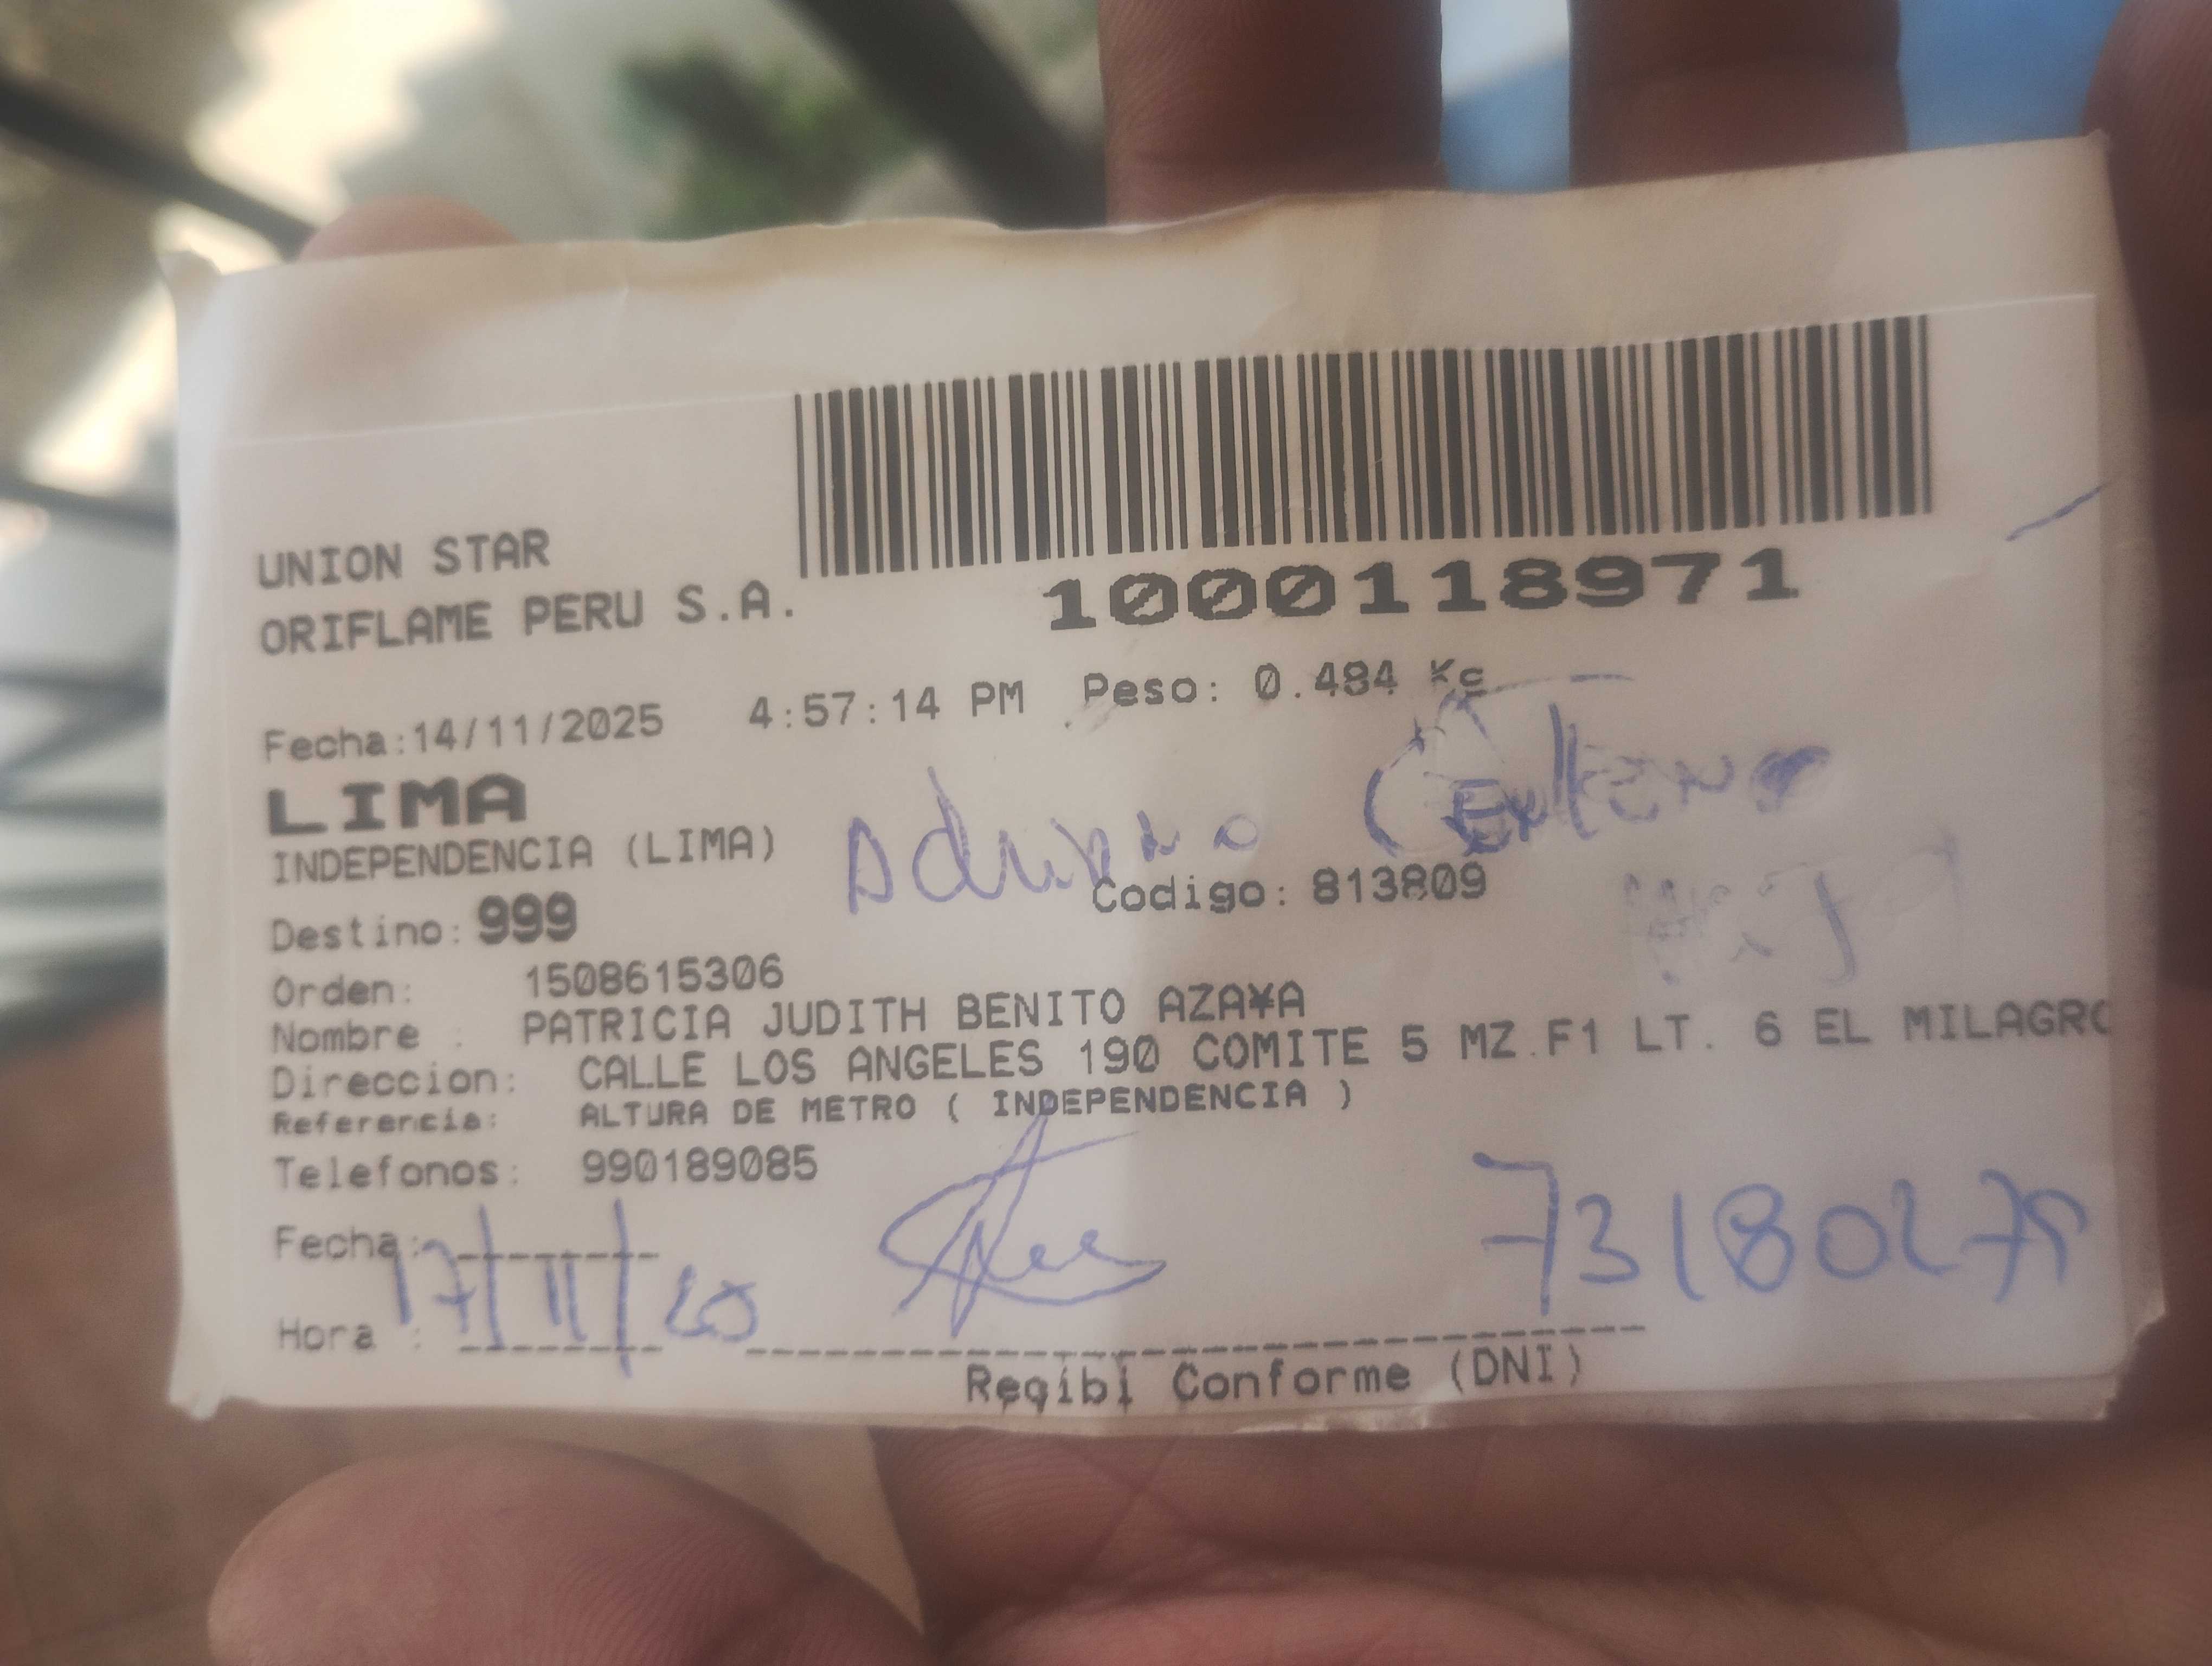 UNION STAR
ORIFLAME PERU S.A.
1000118971
Fecha:14/11/2025 4:57:14 PM Peso: 0.484 Kg
LIMA
INDEPENDENCIA (LIMA)
Destino: 999 Codigo: 813809
Orden: 1508615306
Nombre : PATRICIA JUDITH BENITO AZA¥A
Direccion: CALLE LOS ANGELES 190 COMITE 5 MZ.F1 LT. 6 EL MILAGRO
Referencia: ALTURA DE METRO ( INDEPENDENCIA )
Telefonos: 990189085
Fecha: 17/11/25
Hora :
Recibi Conforme (DNI)